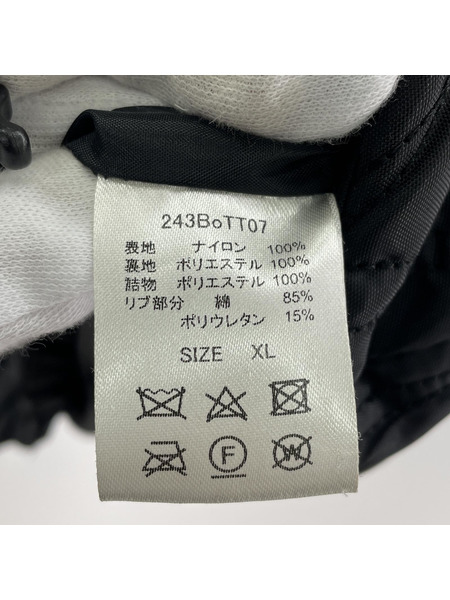 243BoTT07
表地 ナイロン 100%
裏地 ポリエステル 100%
詰物 ポリエステル 100%
リブ部分 綿 85%
ポリウレタン 15%
SIZE XL
F W